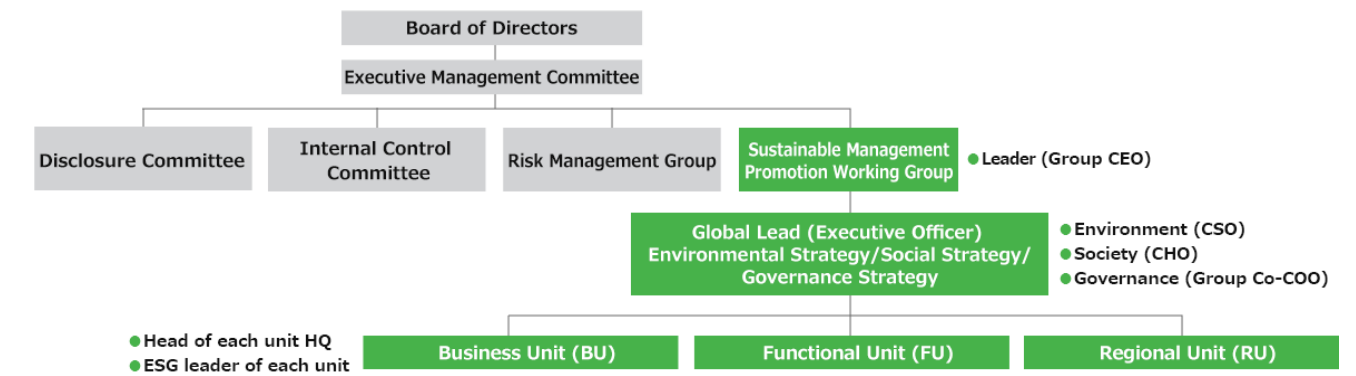 Board of Directors
Executive Management Committee
Disclosure Committee
Internal Control
Committee
Risk Management Group
Sustainable Management
Promotion Working Group
●Leader (Group CEO)
Global Lead (Executive Officer)
Environmental Strategy/Social Strategy/
Governance Strategy
●Environment (CSO)
●Society (CHO)
●Governance (Group Co-COO)
●Head of each unit HQ
●ESG leader of each unit
Business Unit (BU)
Functional Unit (FU)
Regional Unit (RU)